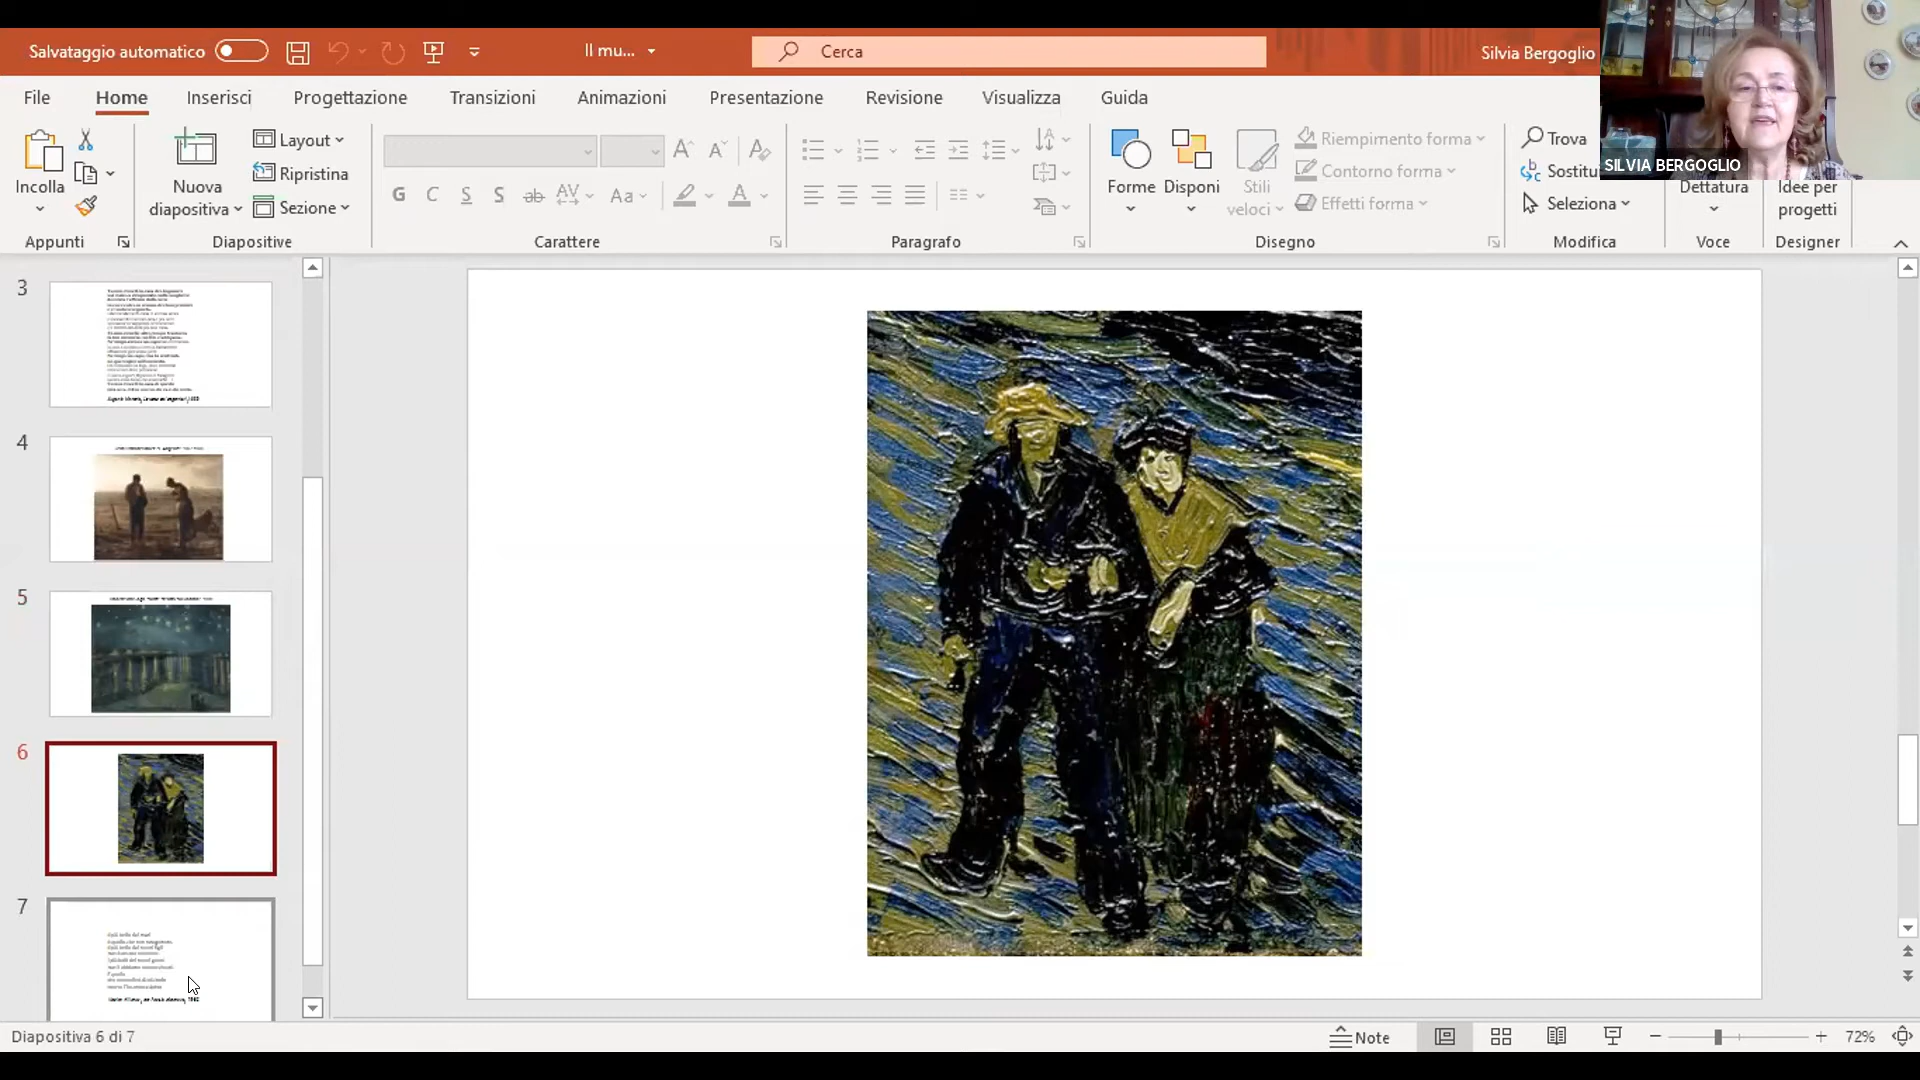 Salvataggio automatico
Il mu...
Cerca
Silvia Bergoglio
SILVIA BERGOGLIO
File Home Inserisci Progettazione Transizioni Animazioni Presentazione Revisione Visualizza Guida
Incolla
Appunti
Nuova diapositiva
Layout
Ripristina
Sezione
Diapositive
G C S S ab AV Aa A
Carattere
Paragrafo
Forme
Disponi
Stili veloci
Riempimento forma
Contorno forma
Effetti forma
Disegno
Trova
Sostitu
Seleziona
Modifica
Dettatura
Voce
Idee per progetti
Designer
3
4
5
6
7
Diapositiva 6 di 7
Note
72%